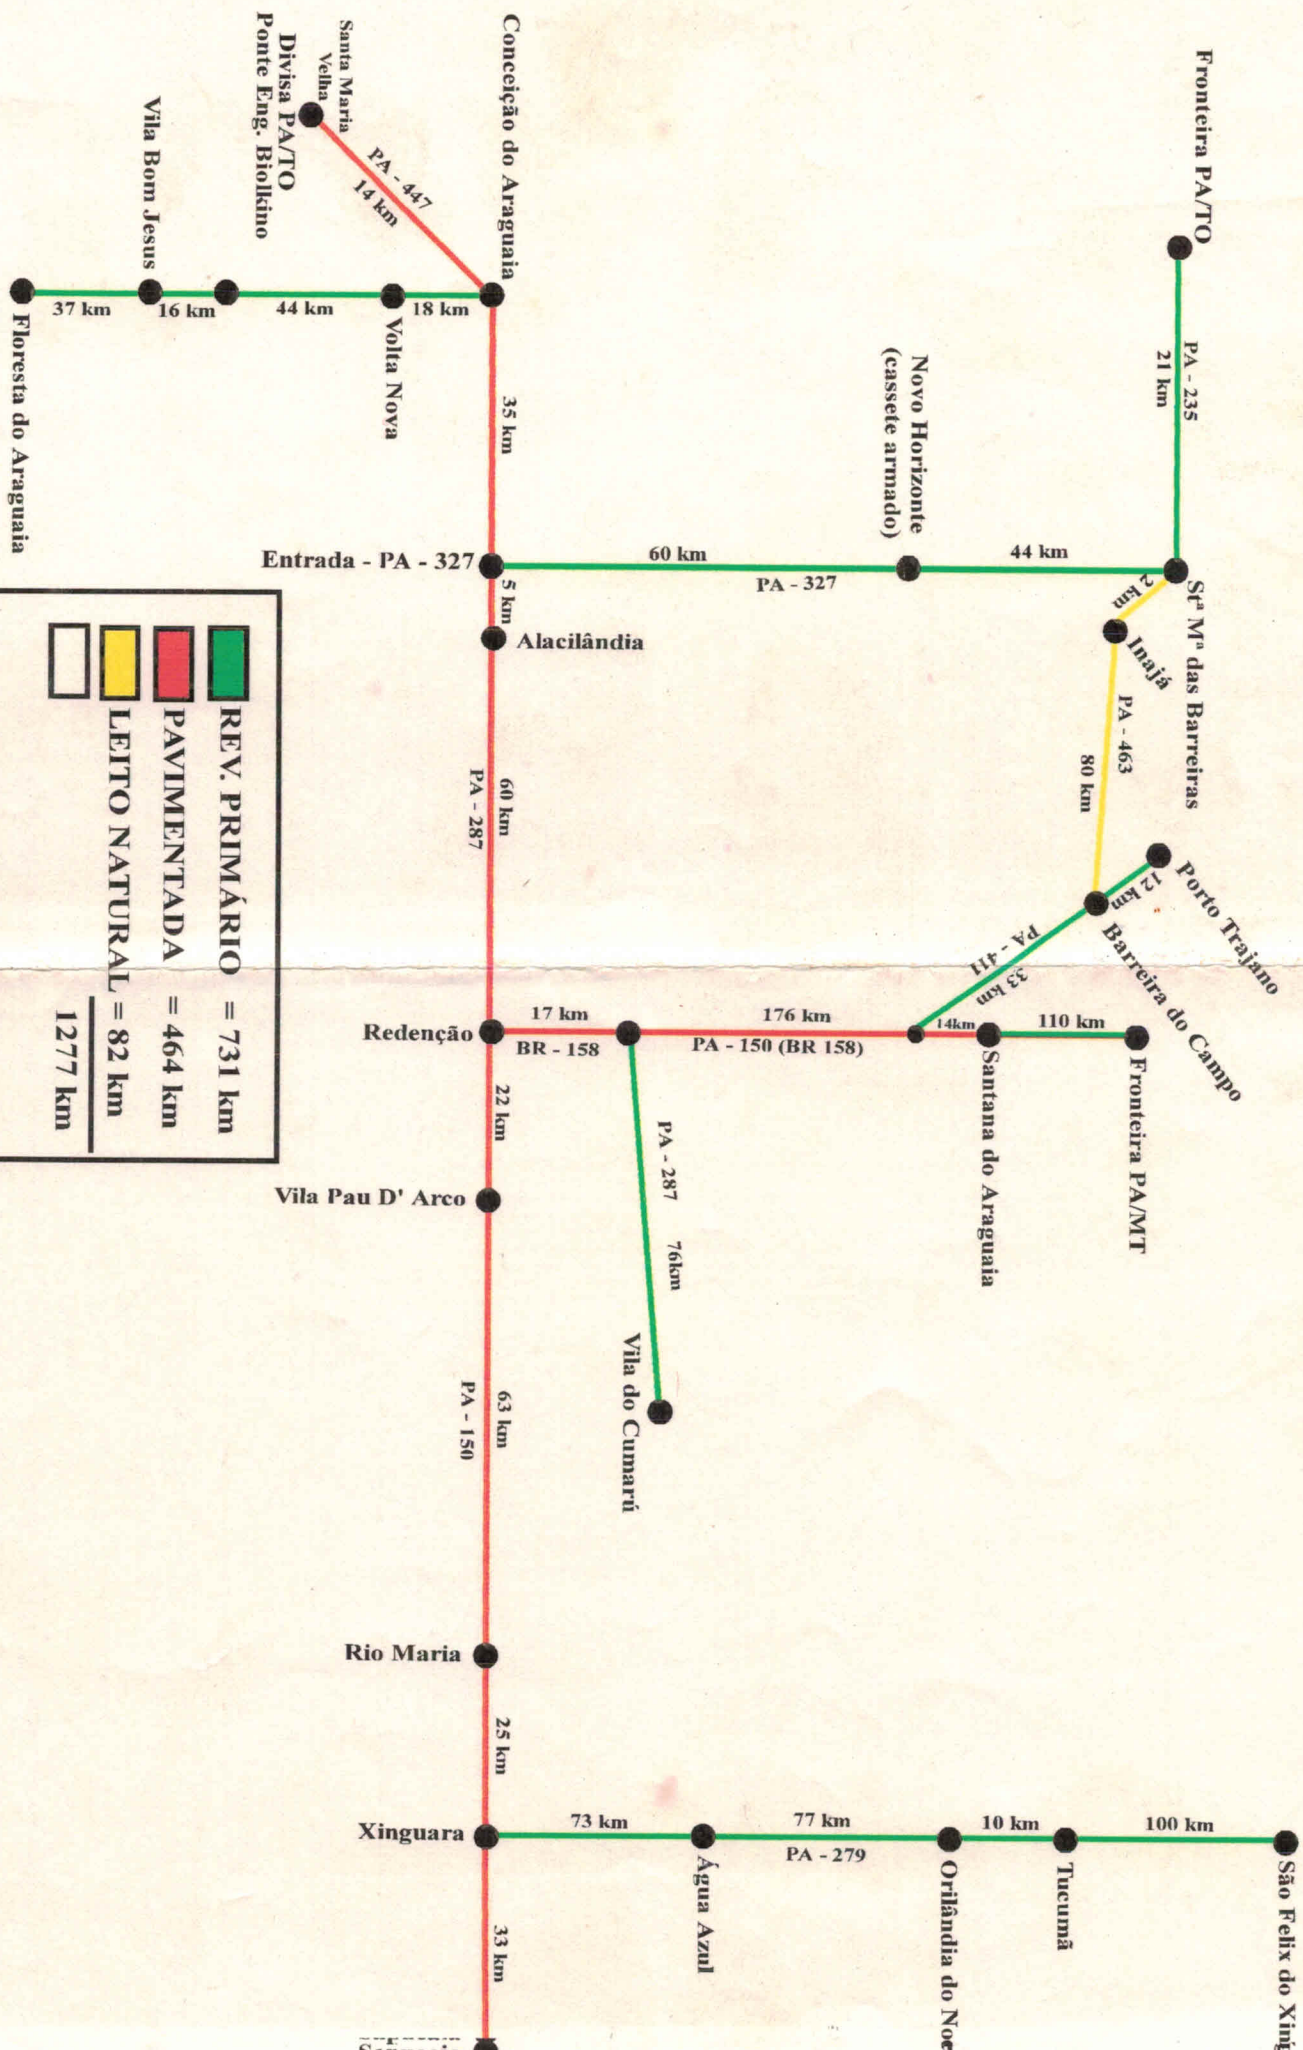 Fronteira PA/TO
PA - 235
21 km
Stª Mª das Barreiras
2 km
Inajá
PA - 463
80 km
Porto Trajano
12 km
Barreira do Campo
PA - 411
33 km
Conceição do Araguaia
Santa Maria
Velha
Divisa PA/TO
Ponte Eng. Biolkino
PA - 447
14 km
Vila Bom Jesus
37 km
16 km
44 km
18 km
Volta Nova
Floresta do Araguaia
35 km
Novo Horizonte
(cassete armado)
Entrada - PA - 327
60 km
PA - 327
44 km
5 km
Alacilândia
60 km
PA - 287
Redenção
17 km
BR - 158
176 km
PA - 150 (BR 158)
14km
Santana do Araguaia
110 km
Fronteira PA/MT
PA - 287
76km
Vila do Cumarú
22 km
Vila Pau D' Arco
63 km
PA - 150
Rio Maria
25 km
Xinguara
73 km
Água Azul
77 km
PA - 279
Orilândia do Noe
10 km
Tucumã
100 km
São Felix do Xing
33 km
REV. PRIMÁRIO = 731 km
PAVIMENTADA = 464 km
LEITO NATURAL = 82 km
1277 km